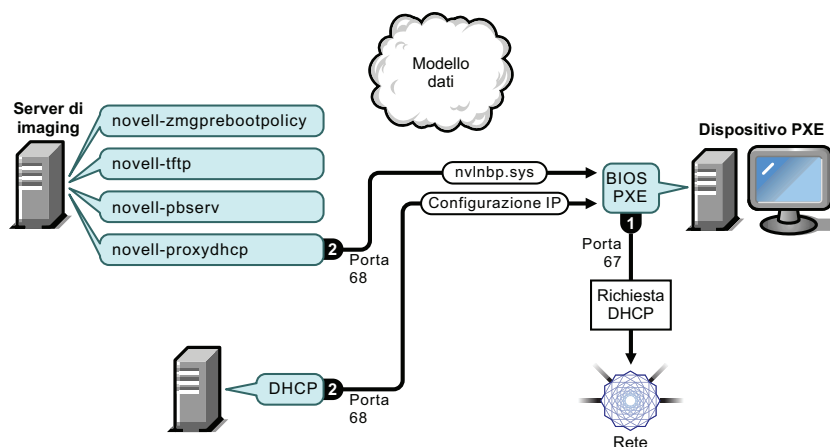 Modello
dati
Server di
imaging
novell-zmgprebootpolicy
novell-tftp
novell-pbserv
novell-proxydhcp
2
Porta
68
nvlnbp.sys
Configurazione IP
BIOS
PXE
1
Dispositivo PXE
Porta
67
Richiesta
DHCP
DHCP
2
Porta
68
Rete